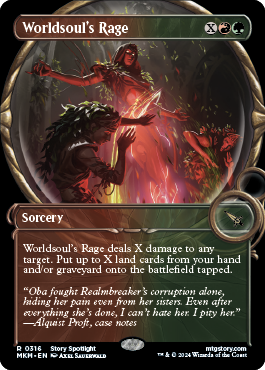 Worldsoul's Rage XRG
Sorcery
Worldsoul's Rage deals X damage to any
target. Put up to X land cards from your hand
and/or graveyard onto the battlefield tapped.
"Oba fought Realmbreaker's corruption alone,
hiding her pain even from her sisters. Even after
everything she's done, I can't hate her. I pity her."
—Alquist Proft, case notes
R 0316 Story Spotlight mtgstory.com
MKM • EN Axel Sauerwald ™ & © 2024 Wizards of the Coast